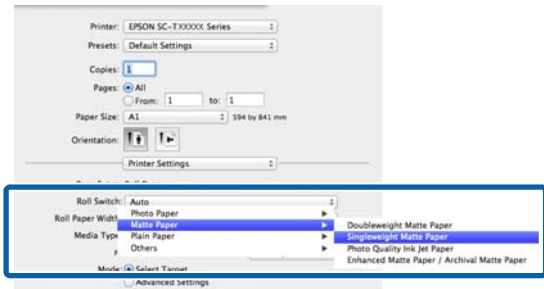 Printer: EPSON SC-TXXXXX Series
Presets: Default Settings
Copies: 1
Pages: All
From: 1 to: 1
Paper Size: A1 594 by 841 mm
Orientation:
Printer Settings
Roll Switch: Auto
Roll Paper Width
Photo Paper
Matte Paper
Media Type
Plain Paper
Others
Doubleweight Matte Paper
Singleweight Matte Paper
Photo Quality Ink Jet Paper
Enhanced Matte Paper / Archival Matte Paper
Mode: Select Target
Advanced Settings